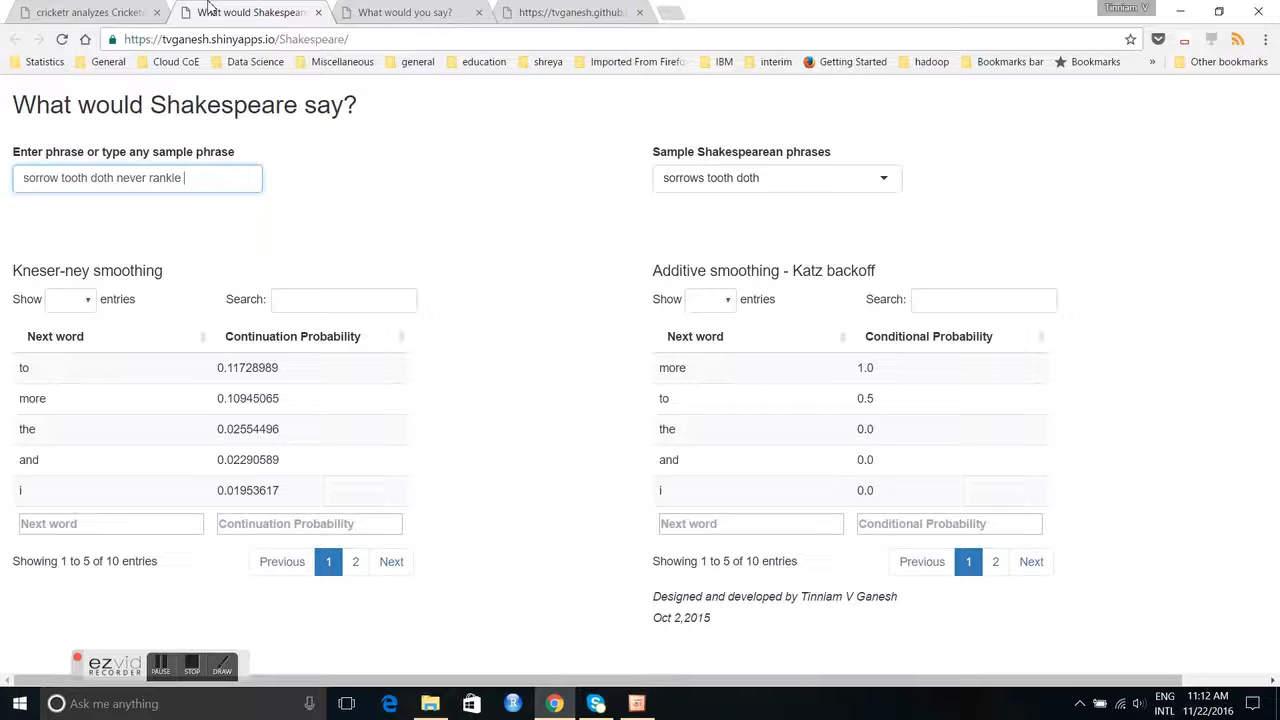 cricketr analyzes Crickete
What would Shakespeare
What would you say?
https://tvganesh.github.i
Tinniam V
https://tvganesh.shinyapps.io/Shakespeare/
Statistics General Cloud CoE Data Science Miscellaneous general education shreya Imported From Firefo IBM interim Getting Started hadoop Bookmarks bar Bookmarks » Other bookmarks
What would Shakespeare say?
Enter phrase or type any sample phrase
sorrow tooth doth never rankle
Sample Shakespearean phrases
sorrows tooth doth
Kneser-ney smoothing
Show entries Search:
Next word Continuation Probability
to 0.11728989
more 0.10945065
the 0.02554496
and 0.02290589
i 0.01953617
Next word Continuation Probability
Showing 1 to 5 of 10 entries Previous 1 2 Next
Additive smoothing - Katz backoff
Show entries Search:
Next word Conditional Probability
more 1.0
to 0.5
the 0.0
and 0.0
i 0.0
Next word Conditional Probability
Showing 1 to 5 of 10 entries Previous 1 2 Next
Designed and developed by Tinniam V Ganesh
Oct 2,2015
ezvid
RECORDER
PAUSE STOP DRAW
Ask me anything
ENG
INTL
11:12 AM
11/22/2016